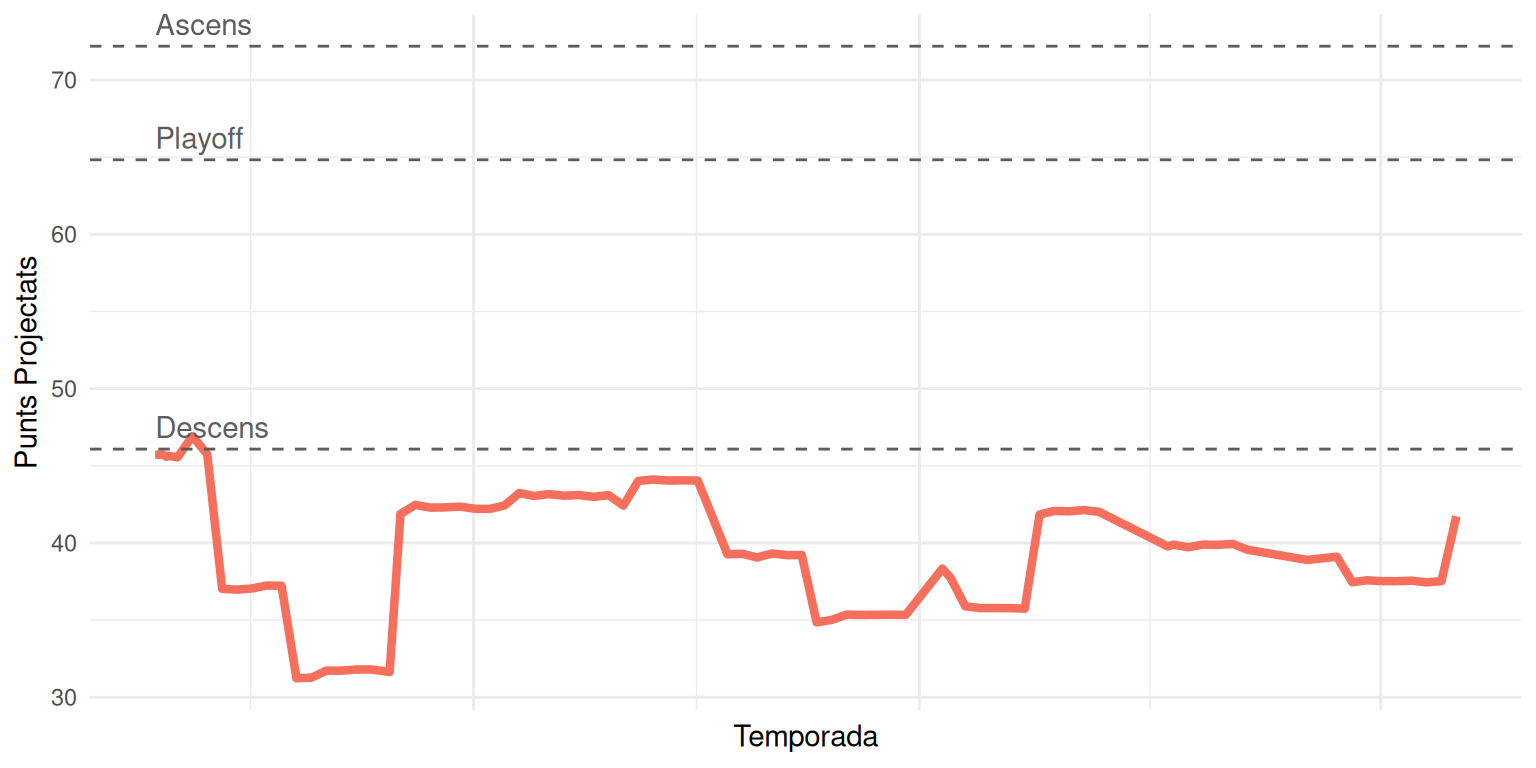 Ascens
70
Playoff
60
Punts Projectats
50
Descens
40
30
Temporada